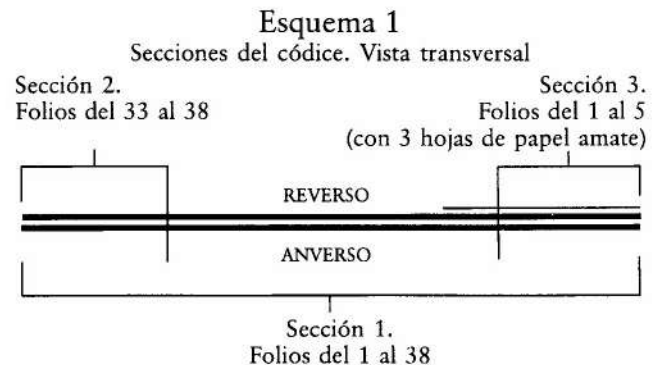 Esquema 1
Secciones del códice. Vista transversal
Sección 2.
Folios del 33 al 38
Sección 3.
Folios del 1 al 5
(con 3 hojas de papel amate)
REVERSO
ANVERSO
Sección 1.
Folios del 1 al 38